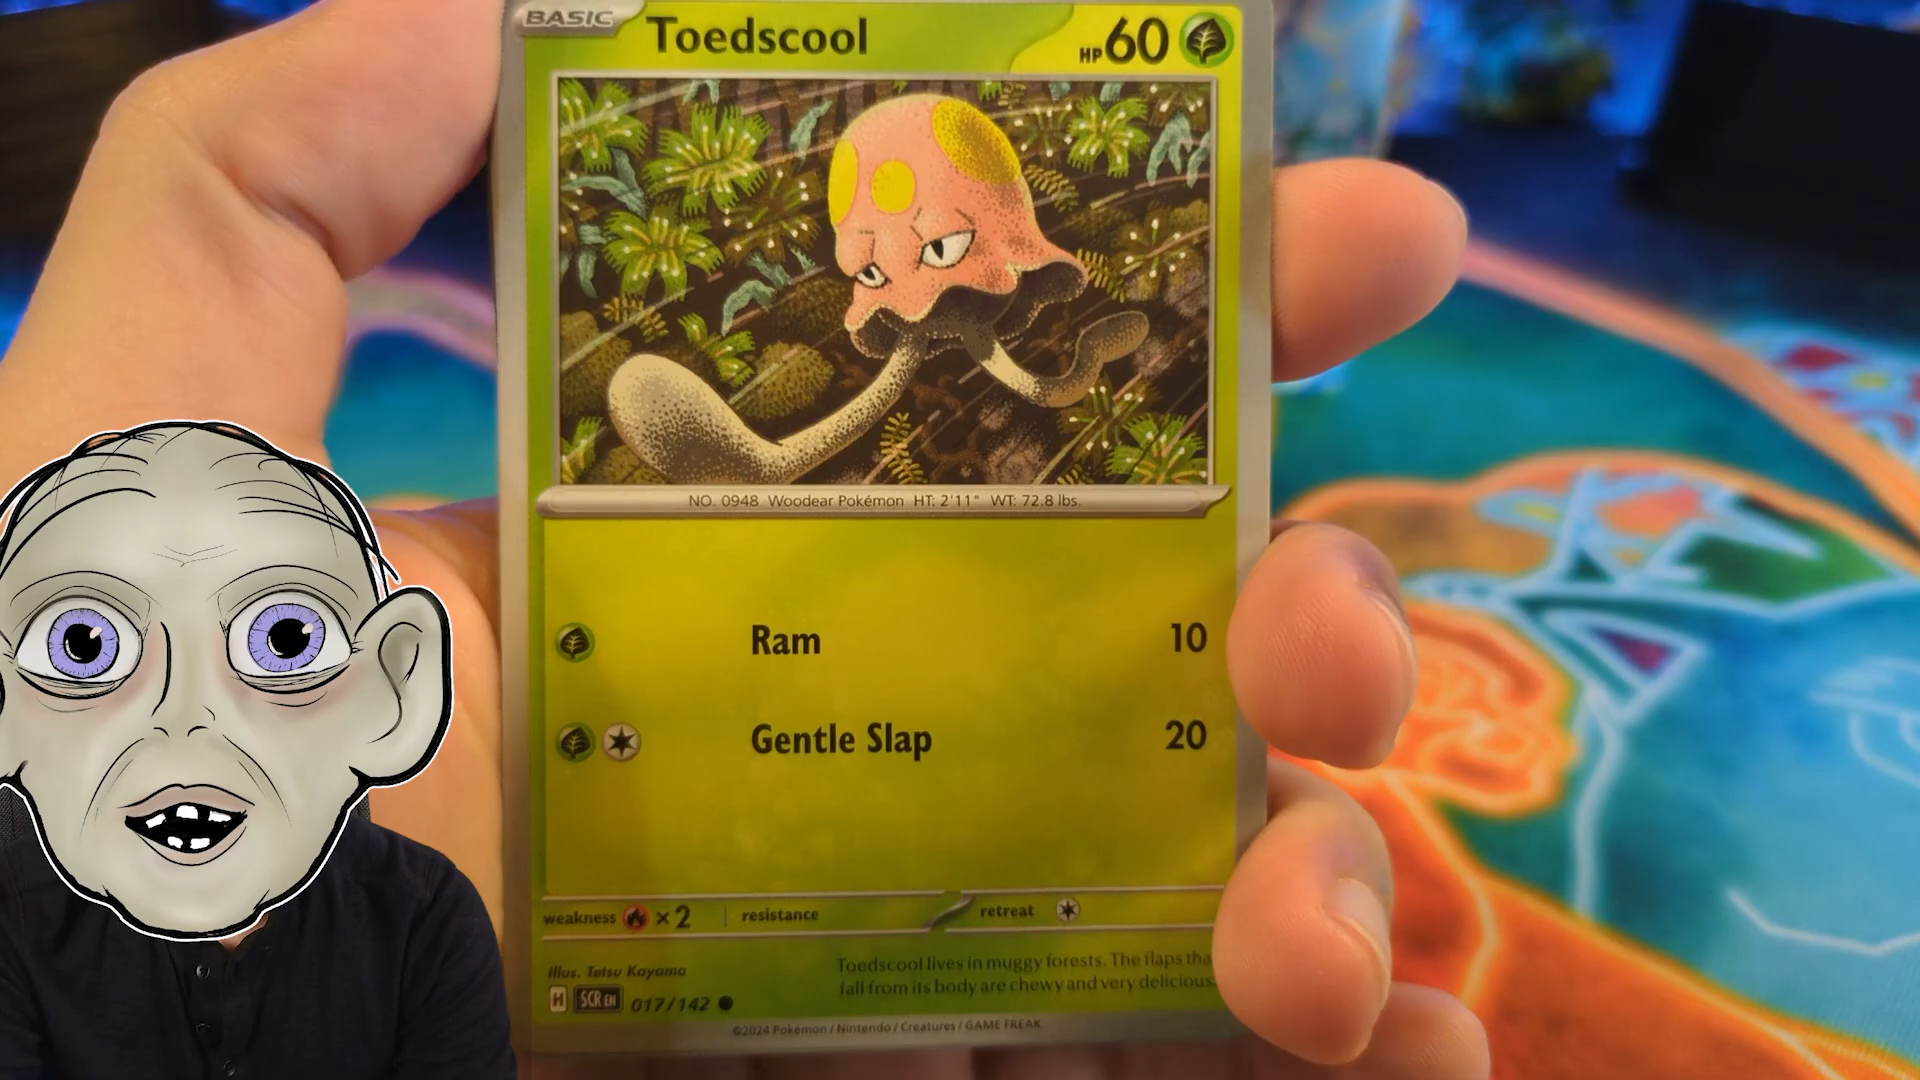 BASIC Toedscool HP 60
NO. 0948 Woodear Pokémon HT: 2'11" WT: 72.8 lbs.
Ram 10
Gentle Slap 20
weakness ×2 resistance retreat
Illus. Tetsu Kayama
Toedscool lives in muggy forests. The flaps tha
fall from its body are chewy and very delicious.
H SCR EN 017/142
©2024 Pokémon / Nintendo / Creatures / GAME FREAK